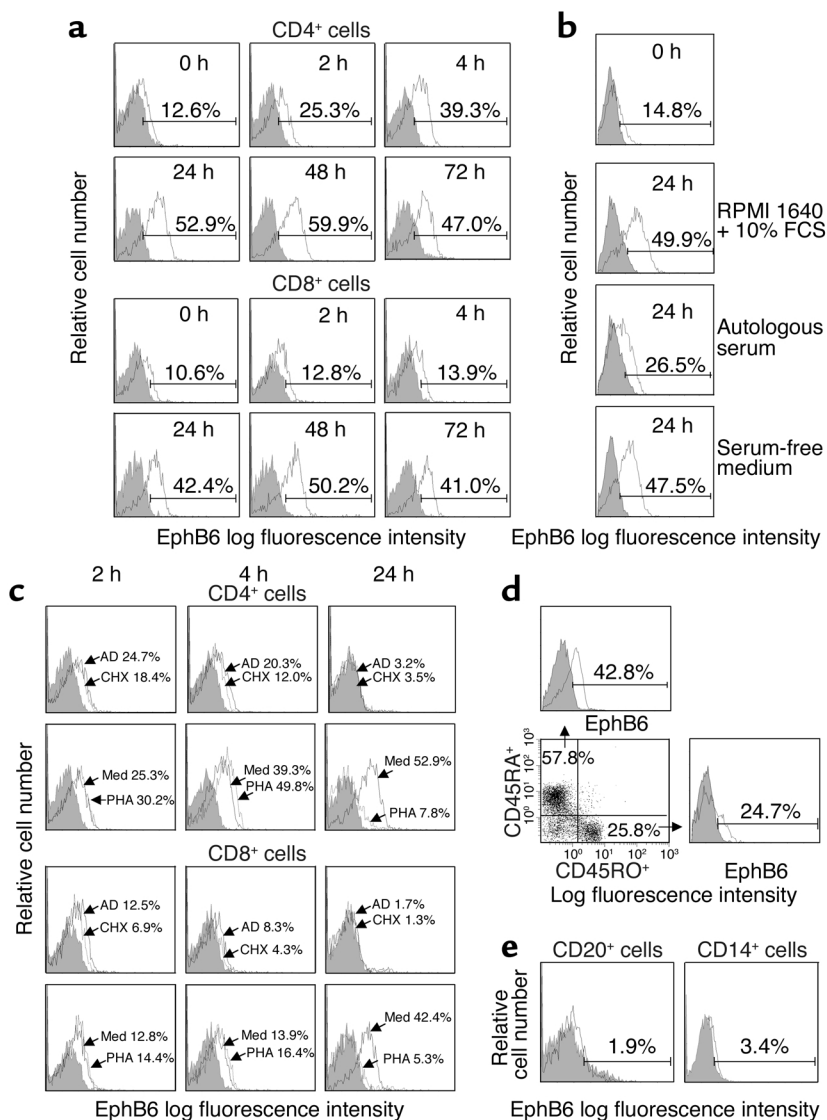 a
CD4+ cells
0 h 2 h 4 h
12.6% 25.3% 39.3%
24 h 48 h 72 h
52.9% 59.9% 47.0%
CD8+ cells
0 h 2 h 4 h
10.6% 12.8% 13.9%
24 h 48 h 72 h
42.4% 50.2% 41.0%
Relative cell number
EphB6 log fluorescence intensity
b
0 h
14.8%
24 h
49.9%
RPMI 1640
+ 10% FCS
24 h
26.5%
Autologous
serum
24 h
47.5%
Serum-free
medium
Relative cell number
EphB6 log fluorescence intensity
c
2 h 4 h 24 h
CD4+ cells
AD 24.7% AD 20.3% AD 3.2%
CHX 18.4% CHX 12.0% CHX 3.5%
Med 25.3% Med 39.3% Med 52.9%
PHA 30.2% PHA 49.8% PHA 7.8%
CD8+ cells
AD 12.5% AD 8.3% AD 1.7%
CHX 6.9% CHX 4.3% CHX 1.3%
Med 12.8% Med 13.9% Med 42.4%
PHA 14.4% PHA 16.4% PHA 5.3%
Relative cell number
EphB6 log fluorescence intensity
d
42.8%
EphB6
57.8%
25.8%
10³
10²
10¹
10⁰
10⁰ 10¹ 10² 10³
CD45RA+
CD45RO+
24.7%
EphB6
Log fluorescence intensity
e
CD20+ cells CD14+ cells
1.9% 3.4%
Relative
cell number
EphB6 log fluorescence intensity